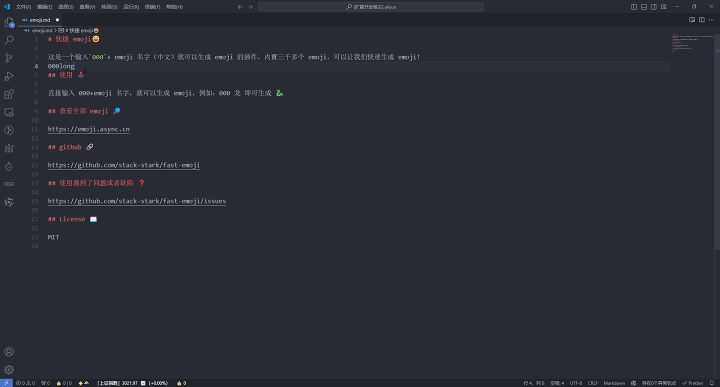 文件(F) 编辑(E) 选择(S) 查看(V) 转到(G) 运行(R) 终端(T) 帮助(H)
emoji.md
emoji.md > # 快捷 emoji😄
1 # 快捷 emoji😄
2
3 这是一个输入`000`+ emoji 名字（中文）就可以生成 emoji 的插件，内置三千多个 emoji，可以让我们快速生成 emoji！
4 000long
5 ## 使用
6
7 直接输入 000+emoji 名字，就可以生成 emoji，例如：000 龙 即可生成 🐉
8
9 ## 查看全部 emoji 🔎
10
11 https://emoji.async.cn
12
13 ## github 🔗
14
15 https://github.com/stack-stark/fast-emoji
16
17 ## 使用遇到了问题或者缺陷 ❓
18
19 https://github.com/stack-stark/fast-emoji/issues
20
21 ## License
22
23 MIT
24
0 0 0 0 | 0 【上证指数】 2021.97 (+0.00%) 0 行 4，列 8 空格: 4 UTF-8 CRLF Markdown Prettier